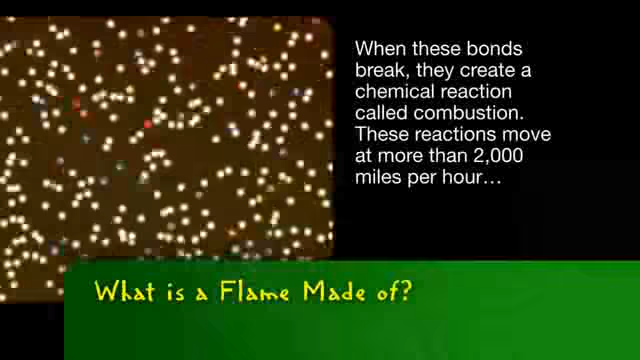 When these bonds
break, they create a
chemical reaction
called combustion.
These reactions move
at more than 2,000
miles per hour…
What is a Flame Made of?